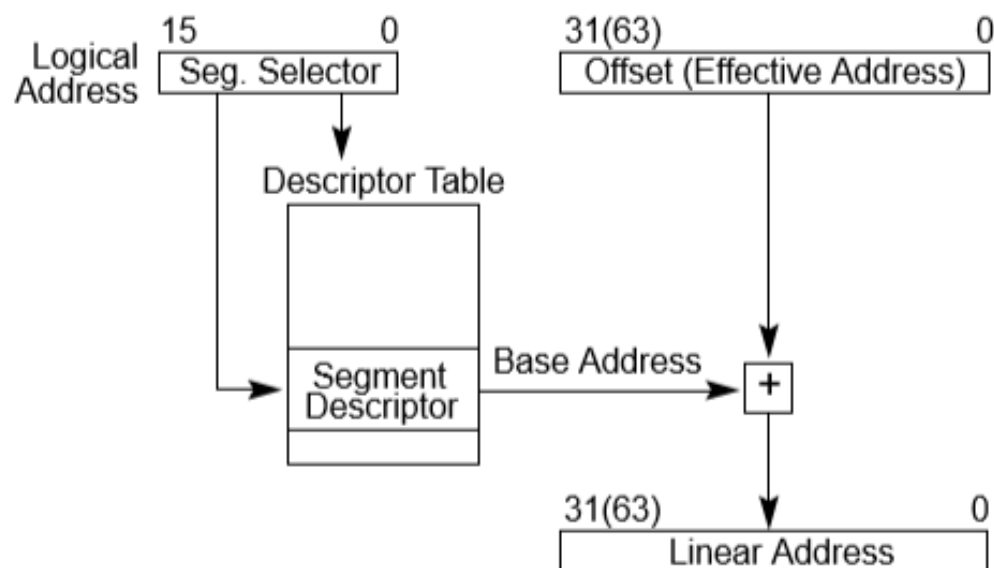 15 0
31(63) 0
Logical
Address
Seg. Selector
Offset (Effective Address)
Descriptor Table
Base Address
Segment
Descriptor
+
31(63) 0
Linear Address